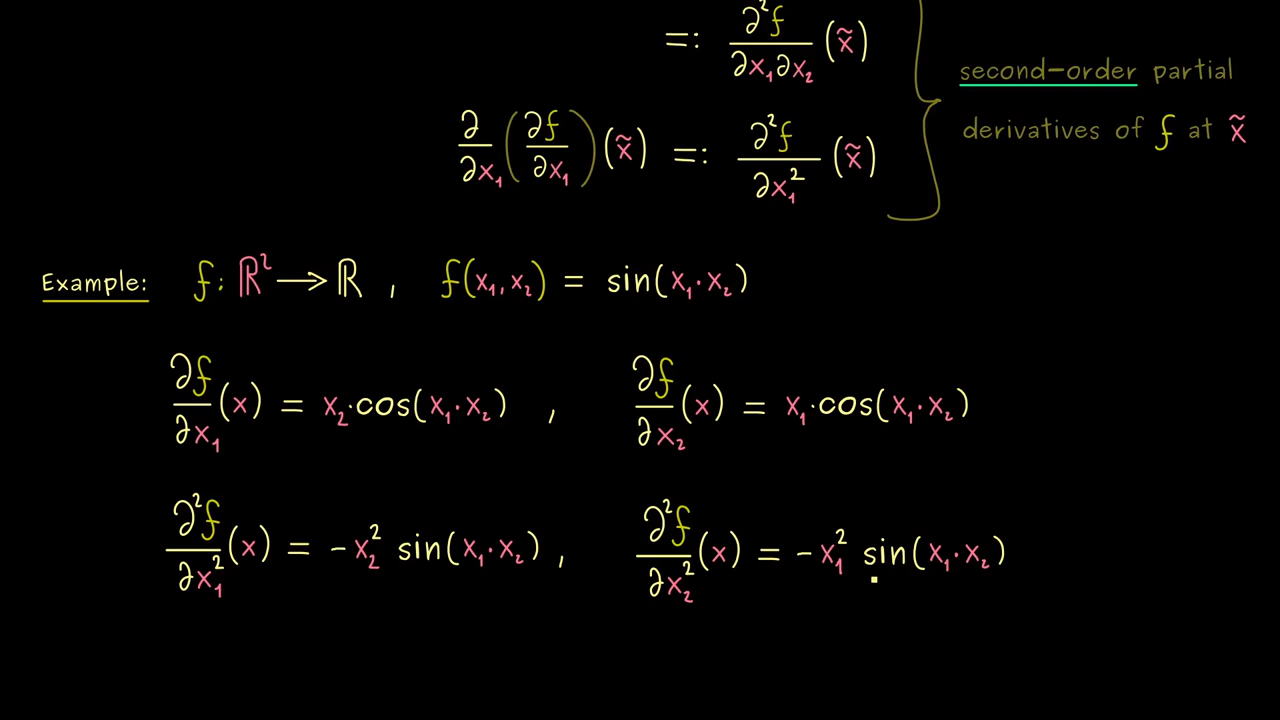 =: ∂²f/∂x₁∂x₂ (x̃)
second-order partial
∂/∂x₁ (∂f/∂x₁)(x̃) =: ∂²f/∂x₁² (x̃)
derivatives of f at x̃
Example: f: ℝ² ⟶ ℝ , f(x₁, x₂) = sin(x₁·x₂)
∂f/∂x₁ (x) = x₂·cos(x₁·x₂) , ∂f/∂x₂ (x) = x₁·cos(x₁·x₂)
∂²f/∂x₁² (x) = -x₂² sin(x₁·x₂) , ∂²f/∂x₂² (x) = -x₁² sin(x₁·x₂)